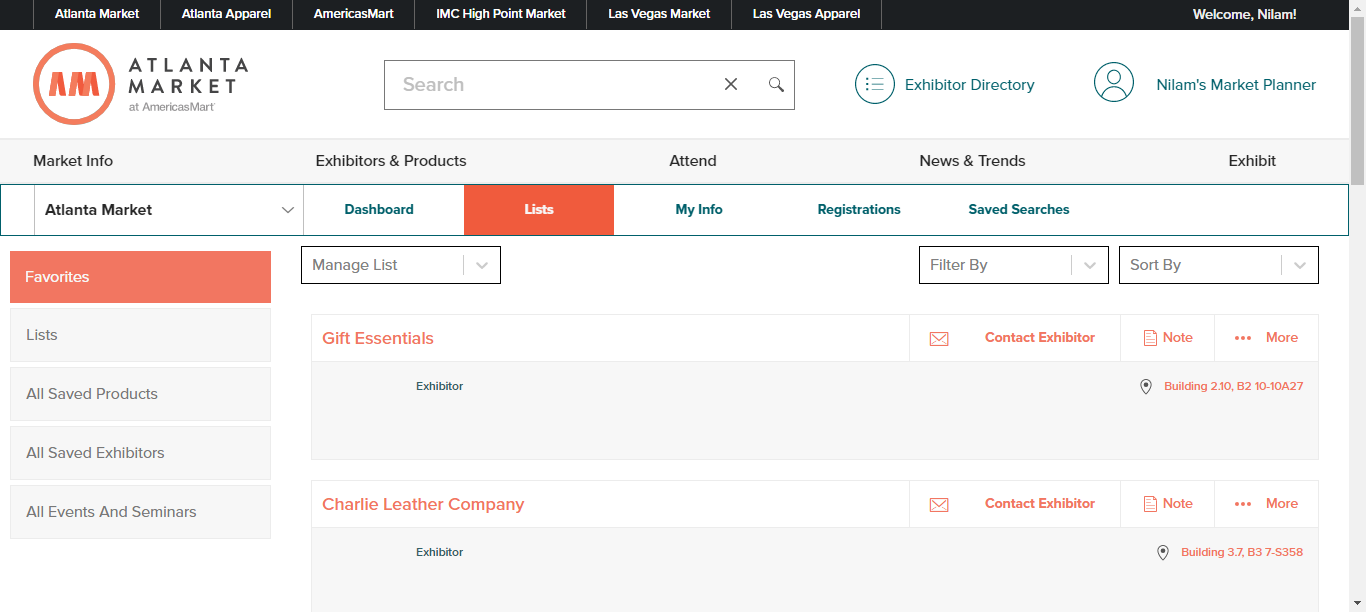 Atlanta Market Atlanta Apparel AmericasMart IMC High Point Market Las Vegas Market Las Vegas Apparel Welcome, Nilam!
AM
ATLANTA
MARKET
at AmericasMart
Search
Exhibitor Directory
Nilam's Market Planner
Market Info Exhibitors & Products Attend News & Trends Exhibit
Atlanta Market Dashboard Lists My Info Registrations Saved Searches
Favorites
Lists
All Saved Products
All Saved Exhibitors
All Events And Seminars
Manage List Filter By Sort By
Gift Essentials Contact Exhibitor Note More
Exhibitor Building 2.10, B2 10-10A27
Charlie Leather Company Contact Exhibitor Note More
Exhibitor Building 3.7, B3 7-S358